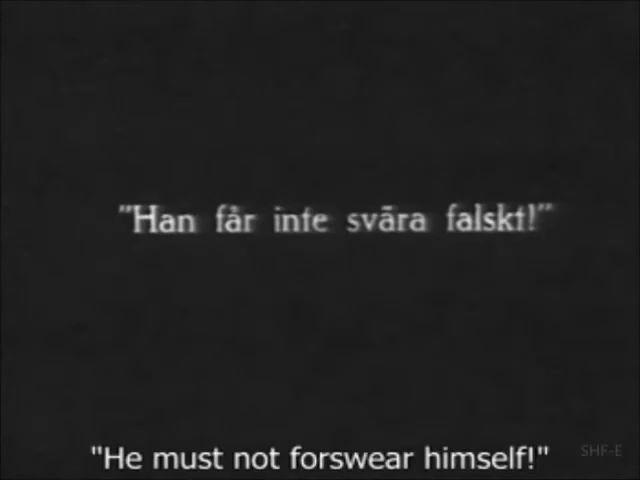 "Han får inte svära falskt!"
"He must not forswear himself!"
SHF-E